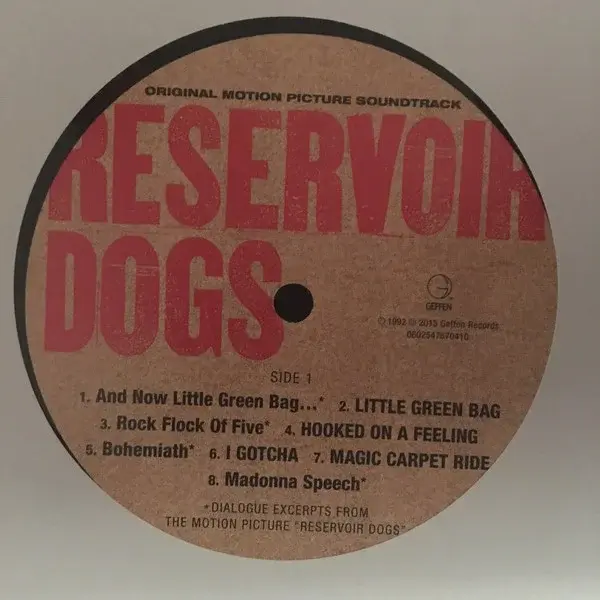 ORIGINAL MOTION PICTURE SOUNDTRACK
RESERVOIR
DOGS
GEFFEN
℗ 1992 © 2015 Geffen Records
0602547670410
SIDE 1
1. And Now Little Green Bag...* 2. LITTLE GREEN BAG
3. Rock Flock Of Five* 4. HOOKED ON A FEELING
5. Bohemiath* 6. I GOTCHA 7. MAGIC CARPET RIDE
8. Madonna Speech*
*DIALOGUE EXCERPTS FROM
THE MOTION PICTURE "RESERVOIR DOGS"